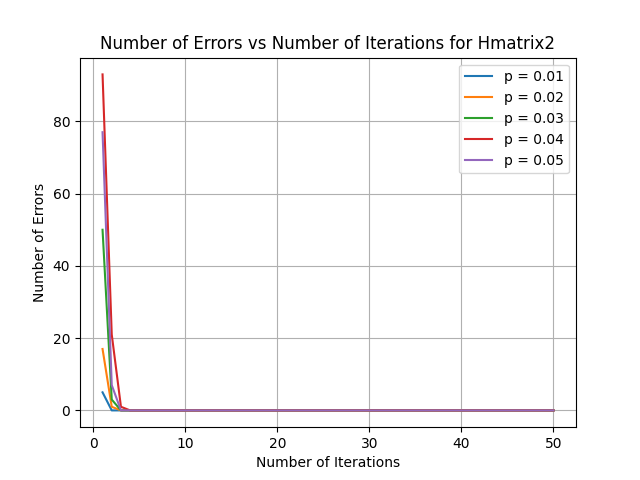 Number of Errors vs Number of Iterations for Hmatrix2
p = 0.01
p = 0.02
p = 0.03
p = 0.04
p = 0.05
Number of Errors
80
60
40
20
0
0 10 20 30 40 50
Number of Iterations